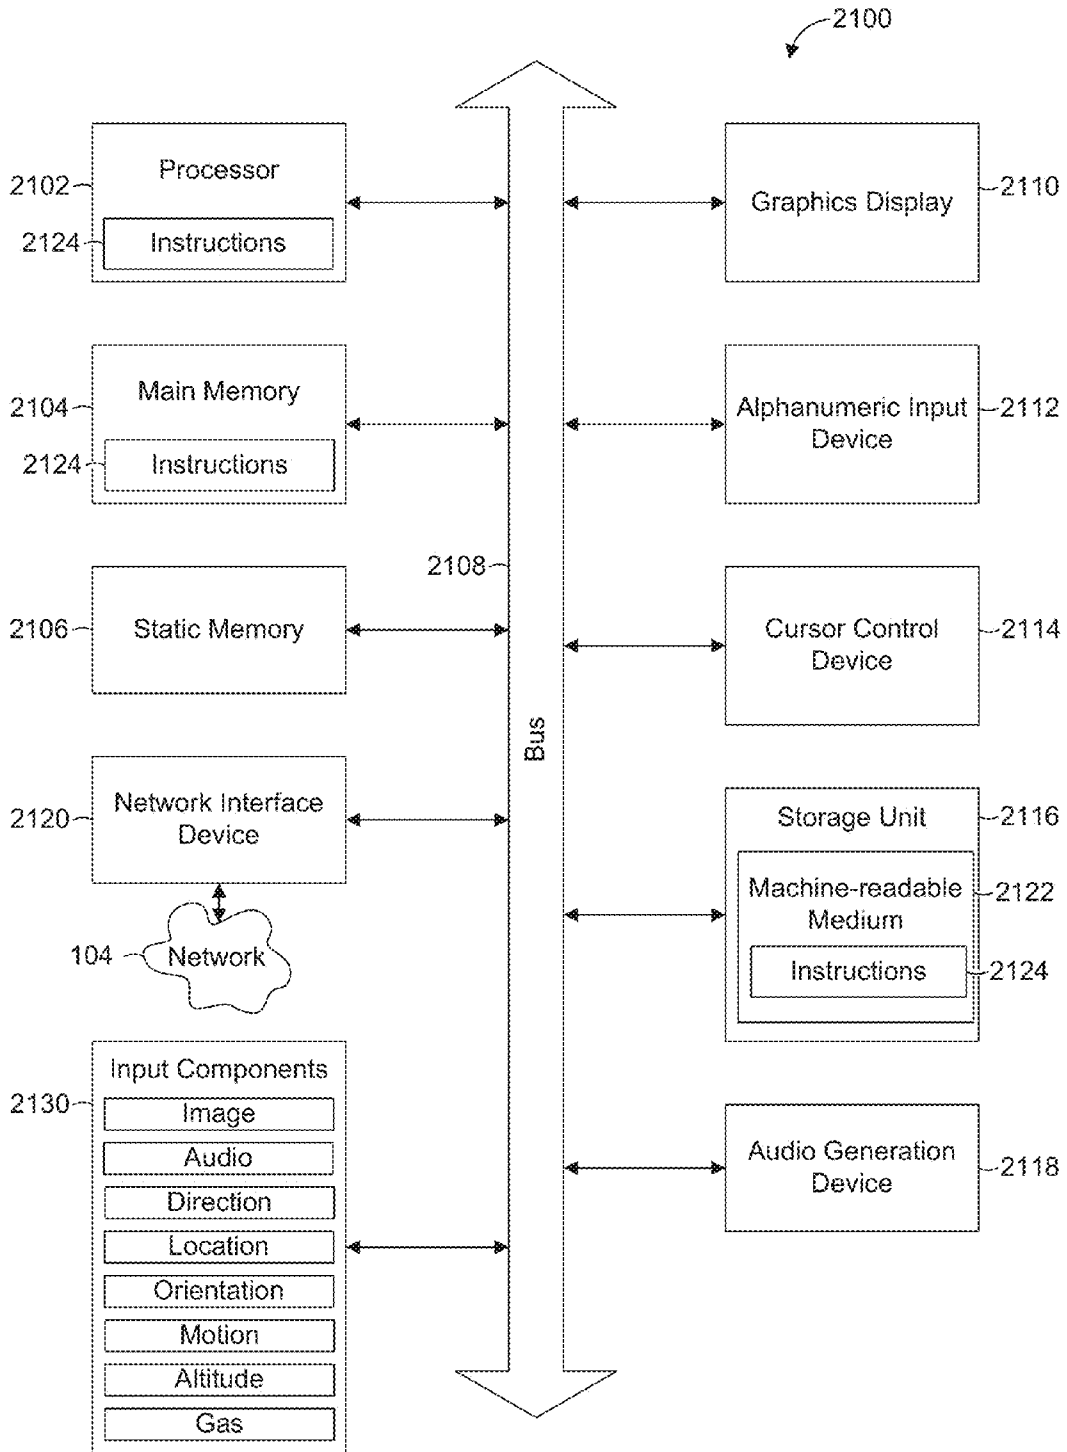 2100
2102
Processor
2124
Instructions
2104
Main Memory
2124
Instructions
2106
Static Memory
2120
Network Interface
Device
104
Network
2130
Input Components
Image
Audio
Direction
Location
Orientation
Motion
Altitude
Gas
2108
Bus
Graphics Display
2110
Alphanumeric Input
Device
2112
Cursor Control
Device
2114
Storage Unit
2116
Machine-readable
Medium
2122
Instructions
2124
Audio Generation
Device
2118